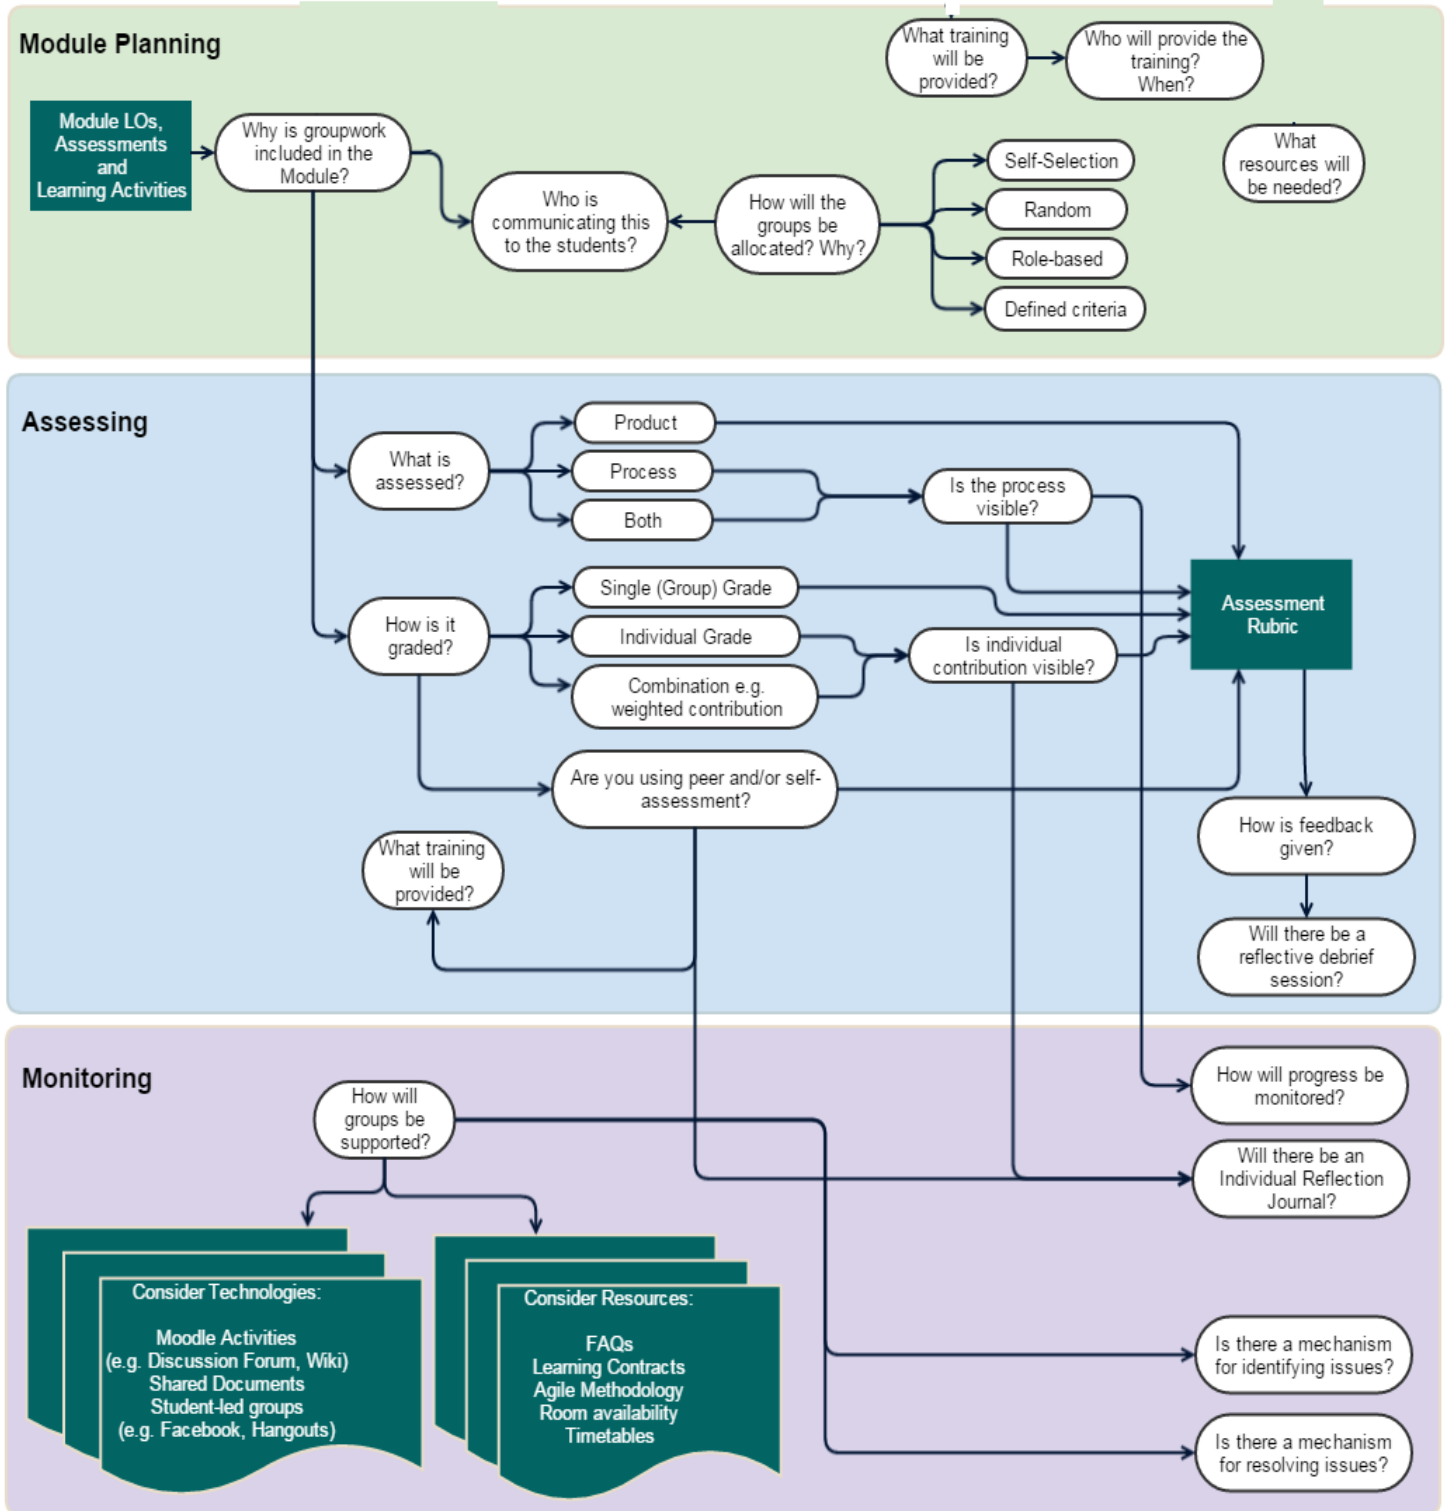 Module Planning
What training
will be
provided?
Who will provide the
training?
When?
Module LOs,
Assessments
and
Learning Activities
Why is groupwork
included in the
Module?
Who is
communicating this
to the students?
How will the
groups be
allocated? Why?
Self-Selection
Random
Role-based
Defined criteria
What
resources will
be needed?
Assessing
What is
assessed?
Product
Process
Both
Is the process
visible?
How is it
graded?
Single (Group) Grade
Individual Grade
Combination e.g.
weighted contribution
Is individual
contribution visible?
Assessment
Rubric
Are you using peer and/or self-
assessment?
What training
will be
provided?
How is feedback
given?
Will there be a
reflective debrief
session?
Monitoring
How will
groups be
supported?
How will progress be
monitored?
Will there be an
Individual Reflection
Journal?
Consider Technologies:
Moodle Activities
(e.g. Discussion Forum, Wiki)
Shared Documents
Student-led groups
(e.g. Facebook, Hangouts)
Consider Resources:
FAQs
Learning Contracts
Agile Methodology
Room availability
Timetables
Is there a mechanism
for identifying issues?
Is there a mechanism
for resolving issues?